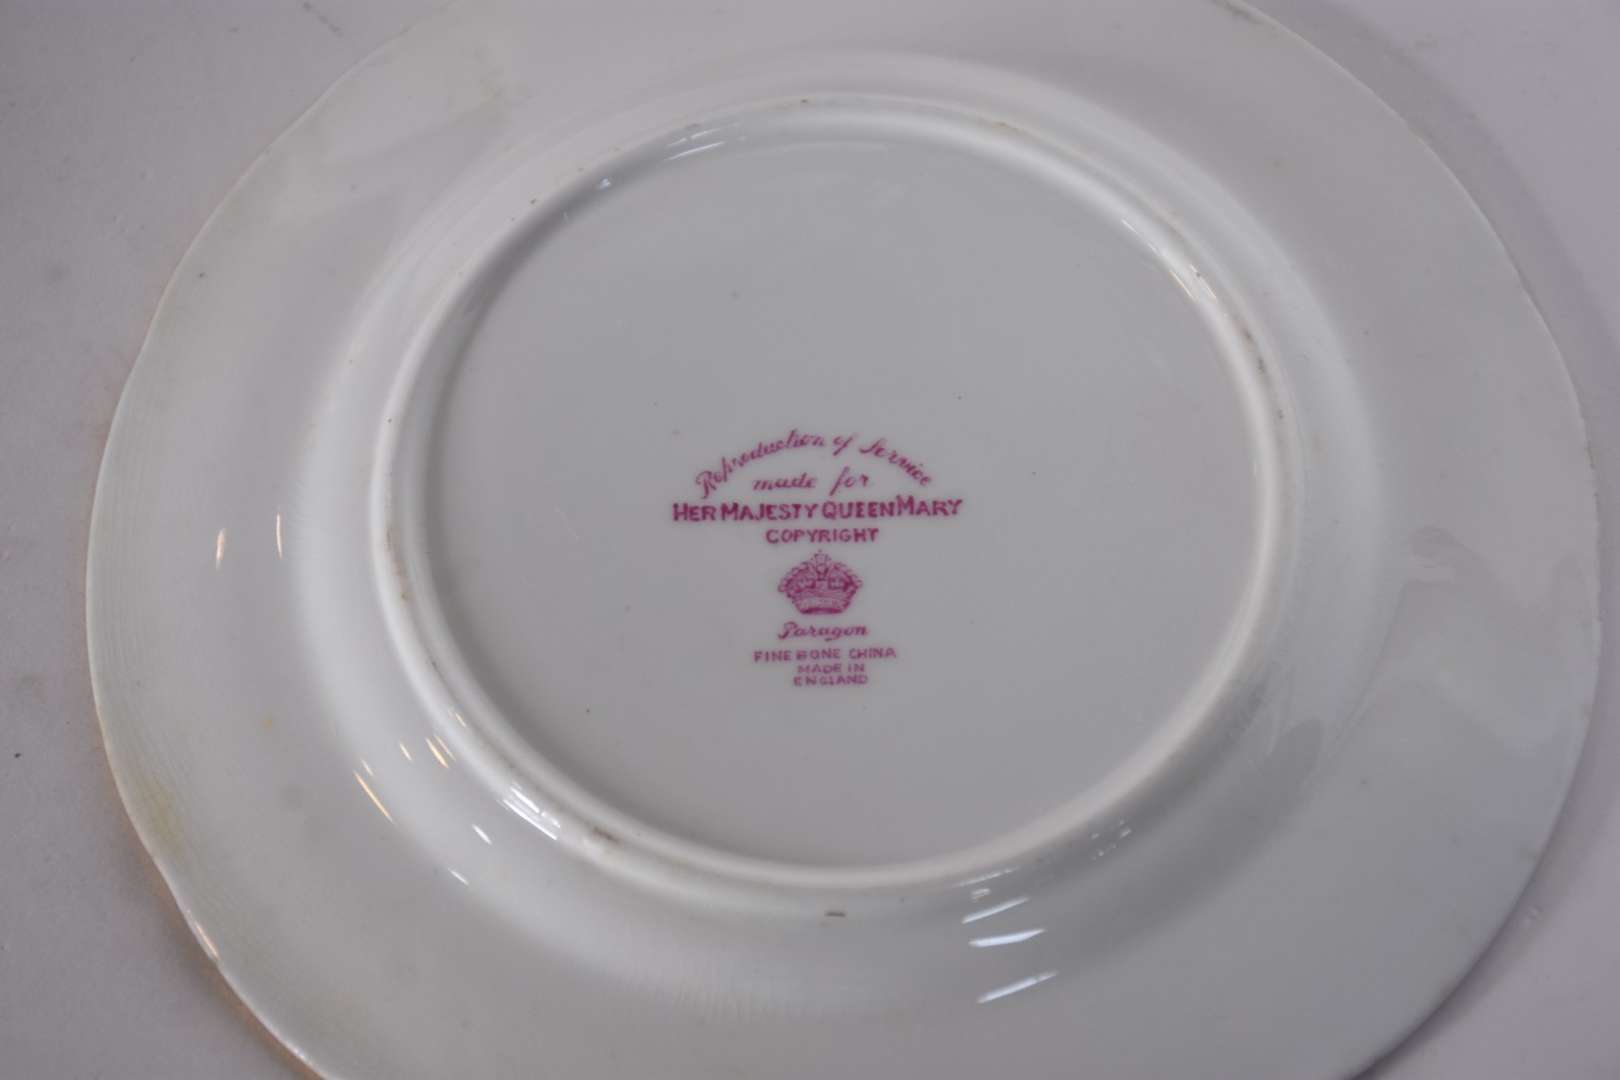 Reproduction of Service
made for
HER MAJESTY QUEEN MARY
COPYRIGHT
Paragon
FINE BONE CHINA
MADE IN
ENGLAND